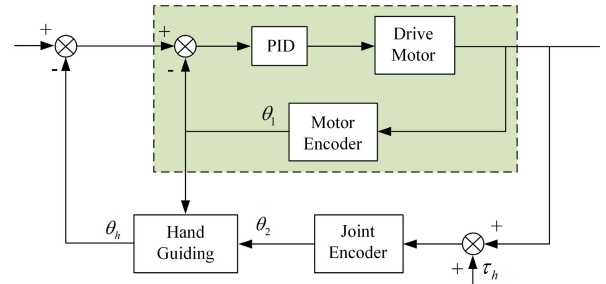 +
+
-
-
PID
Drive
Motor
θ₁
Motor
Encoder
θₕ
Hand
Guiding
θ₂
Joint
Encoder
+
+
τₕ